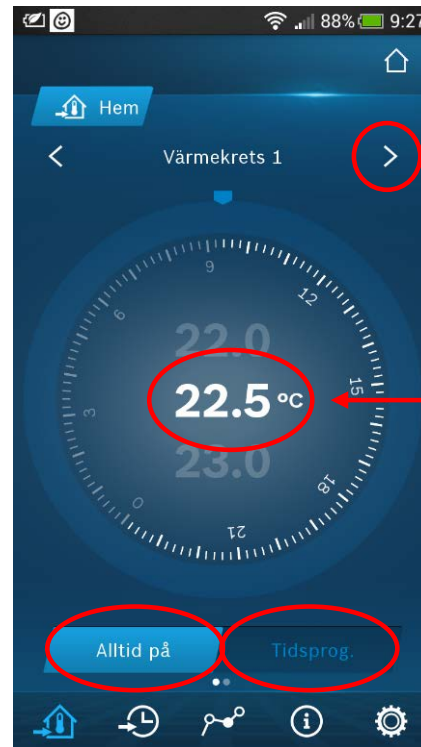 88% 9:27
Hem
Värmekrets 1
9
12
6
22.0
15
22.5 °C
3
23.0
18
0
21
Alltid på
Tidsprog.